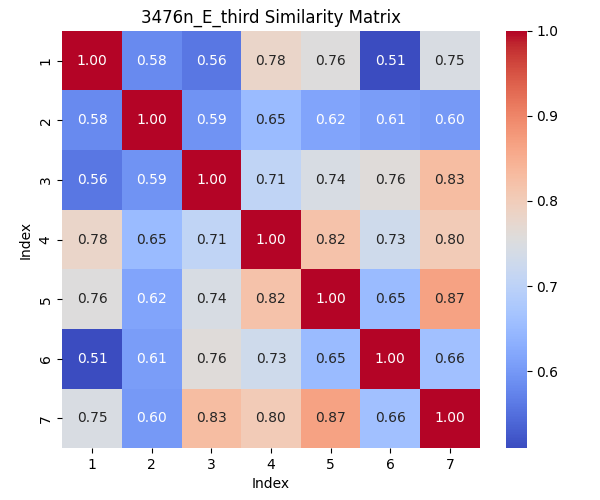 3476n_E_third Similarity Matrix
1 1.00 0.58 0.56 0.78 0.76 0.51 0.75
2 0.58 1.00 0.59 0.65 0.62 0.61 0.60
3 0.56 0.59 1.00 0.71 0.74 0.76 0.83
4 0.78 0.65 0.71 1.00 0.82 0.73 0.80
5 0.76 0.62 0.74 0.82 1.00 0.65 0.87
6 0.51 0.61 0.76 0.73 0.65 1.00 0.66
7 0.75 0.60 0.83 0.80 0.87 0.66 1.00
1 2 3 4 5 6 7
Index
Index
1.0
0.9
0.8
0.7
0.6